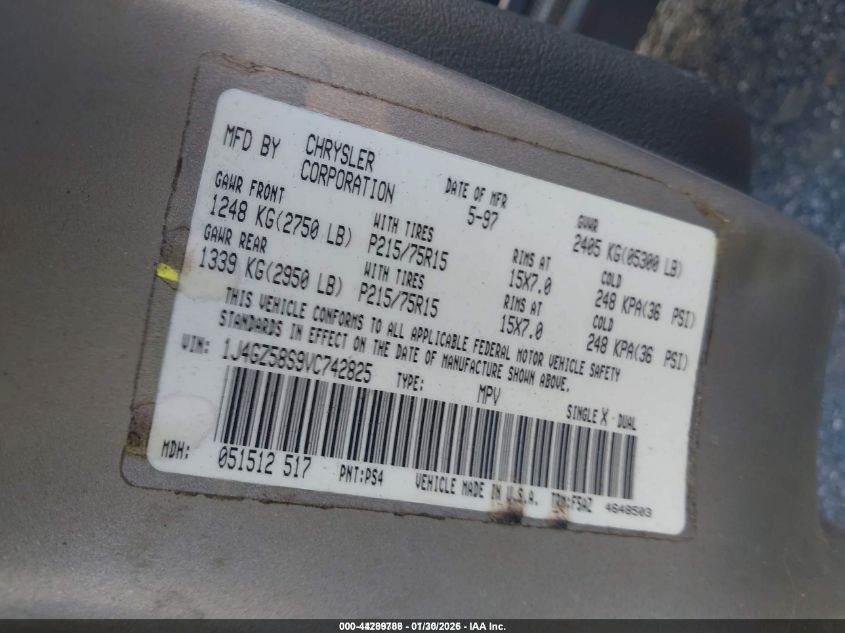 MFD BY CHRYSLER CORPORATION
DATE OF MFR 5-97
GVWR 2405 KG(05300 LB)
GAWR FRONT 1248 KG(2750 LB)
WITH TIRES P215/75R15
RIMS AT 15X7.0
COLD 248 KPA(36 PSI)
GAWR REAR 1339 KG(2950 LB)
WITH TIRES P215/75R15
RIMS AT 15X7.0
COLD 248 KPA(36 PSI)
THIS VEHICLE CONFORMS TO ALL APPLICABLE FEDERAL MOTOR VEHICLE SAFETY
STANDARDS IN EFFECT ON THE DATE OF MANUFACTURE SHOWN ABOVE.
VIN: 1J4GZ58S9VC742825 TYPE: MPV
SINGLE X DUAL
MDH: 051512 517 PNT:PS4
VEHICLE MADE IN U.S.A. 4648503
000-44289788 - 01/30/2026 - IAA Inc.